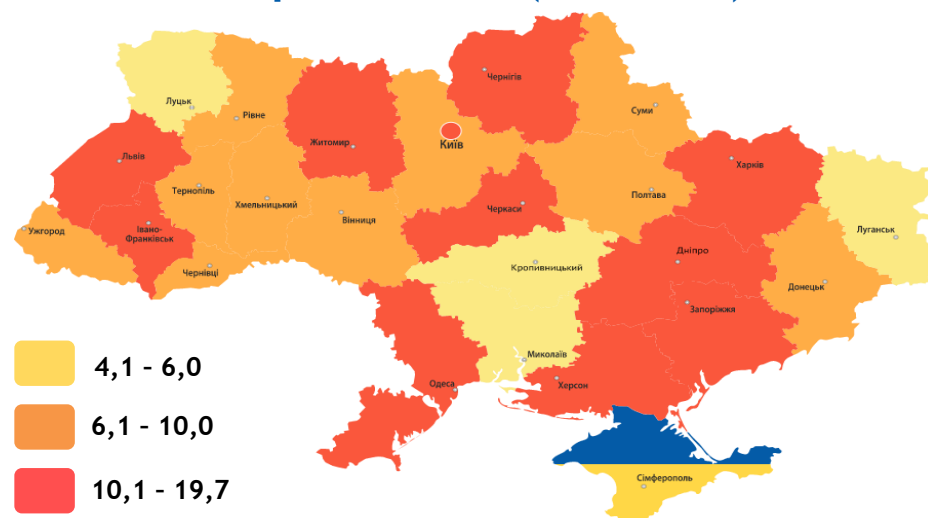 Чернігів
Луцьк
Рівне
Суми
Житомир
Київ
Львів
Харків
Тернопіль
Хмельницький
Полтава
Вінниця
Черкаси
Ужгород
Івано-
Франківськ
Луганськ
Дніпро
Чернівці
Кропивницький
Донецьк
Запоріжжя
Миколаїв
Одеса
Херсон
Сімферополь
4,1 - 6,0
6,1 - 10,0
10,1 - 19,7